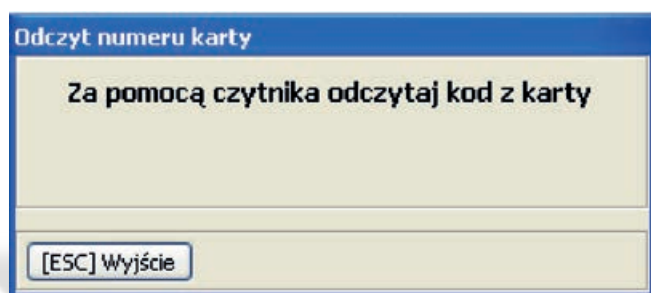 Odczyt numeru karty
Za pomocą czytnika odczytaj kod z karty
[ESC] Wyjście